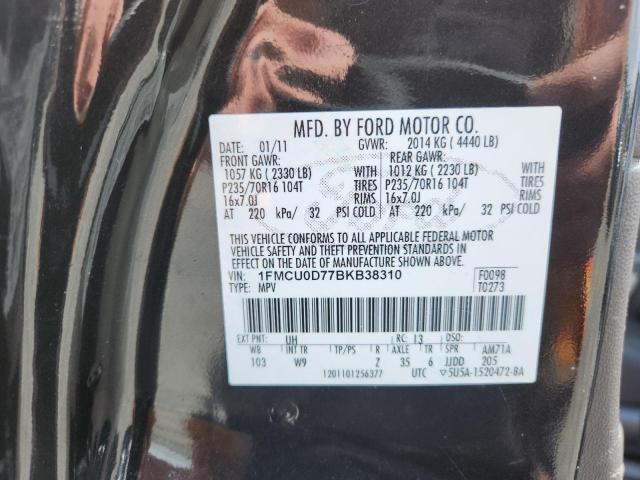 MFD. BY FORD MOTOR CO.
DATE: 01/11 GVWR: 2014 KG ( 4440 LB)
FRONT GAWR: REAR GAWR:
1057 KG ( 2330 LB) 1012 KG ( 2230 LB)
P235/70R16 104T TIRES P235/70R16 104T
16x7.0J RIMS 16x7.0J
AT 220 kPa/ 32 PSI COLD AT 220 kPa/ 32 PSI COLD
TIRES
RIMS
THIS VEHICLE CONFORMS TO ALL APPLICABLE FEDERAL MOTOR
VEHICLE SAFETY AND THEFT PREVENTION STANDARDS IN
EFFECT ON THE DATE OF MANUFACTURE SHOWN ABOVE.
VIN: 1FMCU0D77BKB38310 F0098
TYPE: MPV T0273
EXT PNT: UH RC: 13 DSO:
WB INT TR TP/PS R AXLE TR SPR AM71A
103 W9 Z 35 6 JJDD 205
1201101256377 UTC ▽5U5A-1520472-BA
Ford